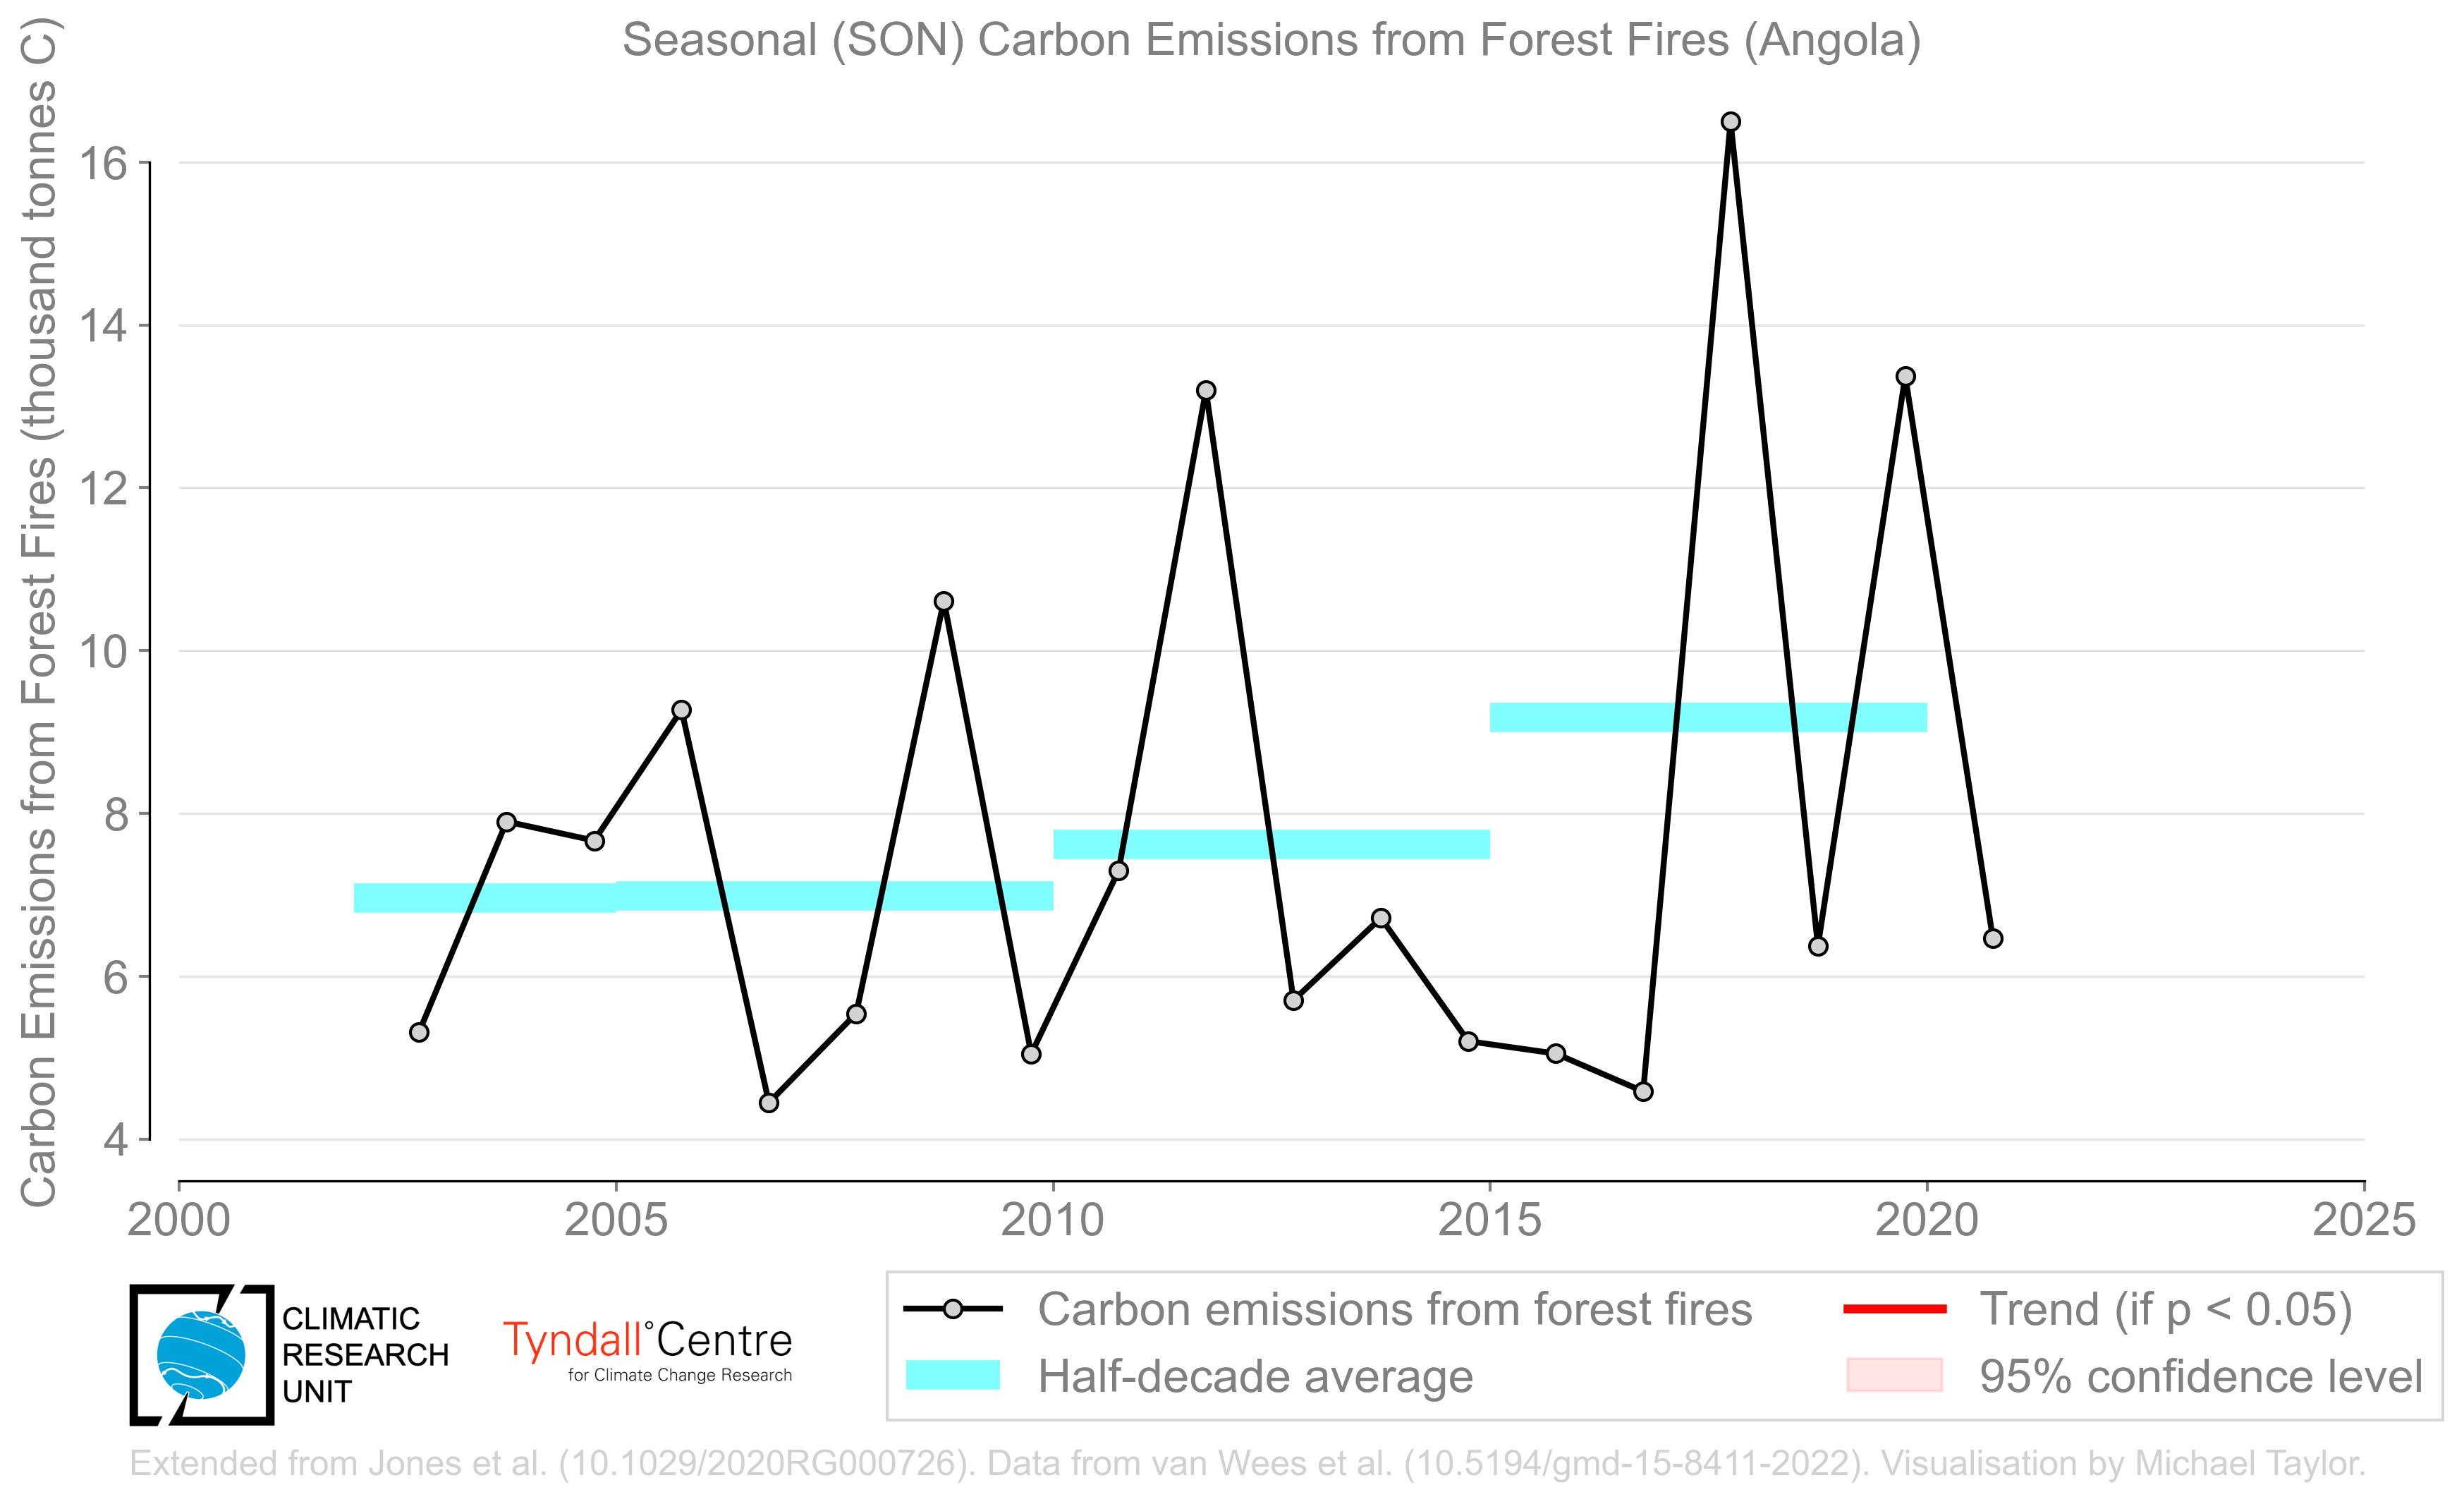 Seasonal (SON) Carbon Emissions from Forest Fires (Angola)
Carbon Emissions from Forest Fires (thousand tonnes C)
16
14
12
10
8
6
4
2000 2005 2010 2015 2020 2025
Carbon emissions from forest fires
Trend (if p < 0.05)
Half-decade average
95% confidence level
CLIMATIC
RESEARCH
UNIT
Tyndall°Centre
for Climate Change Research
Extended from Jones et al. (10.1029/2020RG000726). Data from van Wees et al. (10.5194/gmd-15-8411-2022). Visualisation by Michael Taylor.